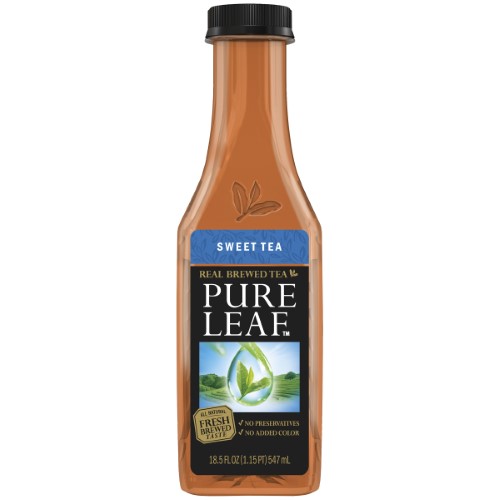 SWEET TEA
REAL BREWED TEA
PURE
LEAF™
ALL NATURAL
FRESH
BREWED
TASTE
✓ NO PRESERVATIVES
✓ NO ADDED COLOR
18.5 FL OZ (1.15 PT) 547 mL